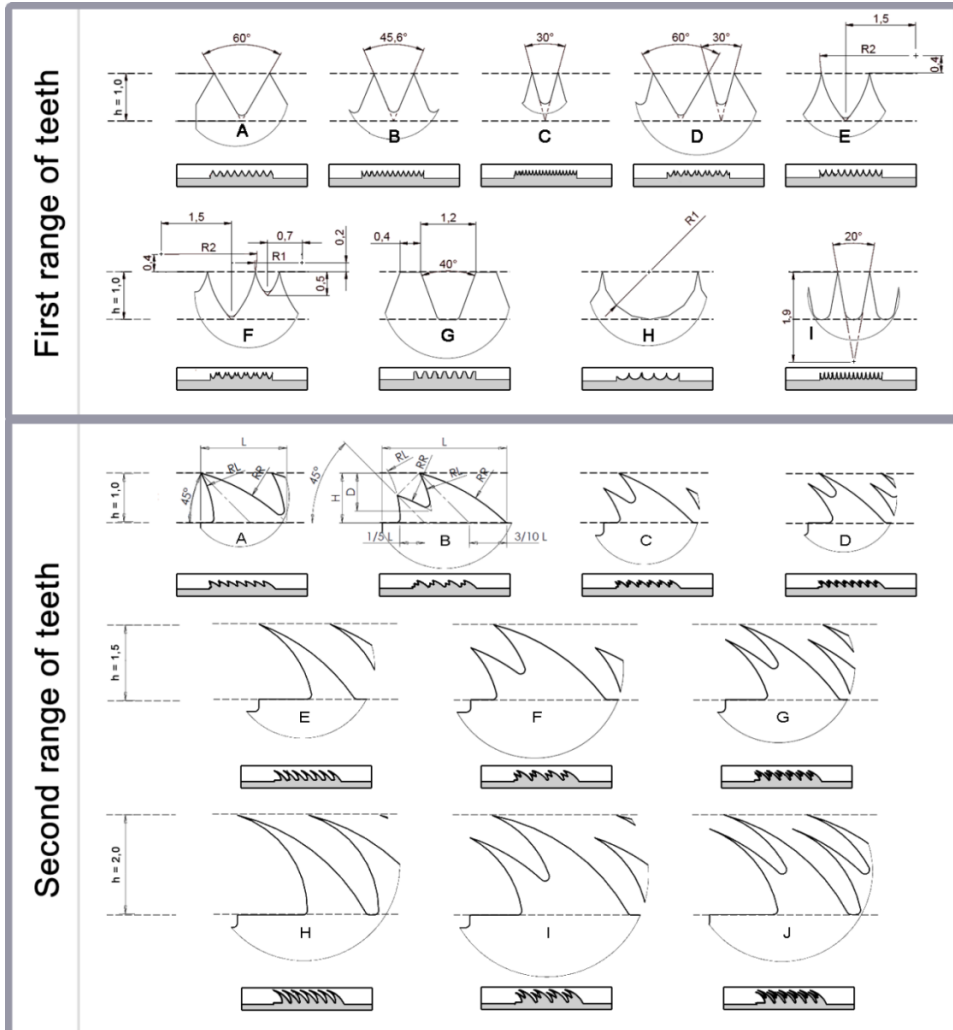 First range of teeth
60° 45,6° 30° 60° 30° 1,5
R2
0,4
h = 1,0
A B C D E
1,5 1,2 R1
0,7 0,2
0,4 R2 R1 0,4 40° 20°
h = 1,0 0,5 1,9
F G H I
Second range of teeth
L L
RL RR 45° RL RR RL RR
h = 1,0 45° H D
1/5 L 3/10 L
A B C D
h = 1,5
E F G
h = 2,0
H I J